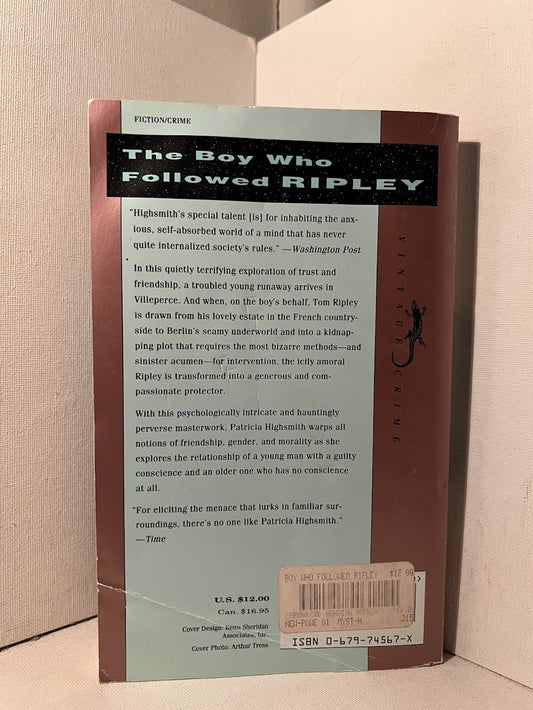 FICTION/CRIME
The Boy Who
Followed RIPLEY
"Highsmith's special talent [is] for inhabiting the anx-
ious, self-absorbed world of a mind that has never
quite internalized society's rules." —Washington Post
In this quietly terrifying exploration of trust and
friendship, a troubled young runaway arrives in
Villeperce. And when, on the boy's behalf, Tom Ripley
is drawn from his lovely estate in the French country-
side to Berlin's seamy underworld and into a kidnap-
ping plot that requires the most bizarre methods—and
sinister acumen—for intervention, the icily amoral
Ripley is transformed into a generous and com-
passionate protector.
With this psychologically intricate and hauntingly
perverse masterwork, Patricia Highsmith warps all
notions of friendship, gender, and morality as she
explores the relationship of a young man with a guilty
conscience and an older one who has no conscience
at all.
"For eliciting the menace that lurks in familiar sur-
roundings, there's no one like Patricia Highsmith."
—Time
VINTAGE CRIME
U.S. $12.00
Can. $16.95
Cover Design: Keith Sheridan
Associates, Inc.
Cover Photo: Arthur Tress
BOY WHO FOLLOWED RIPLEY
NEW-POWE 01 MYST-H 315
ISBN 0-679-74567-X